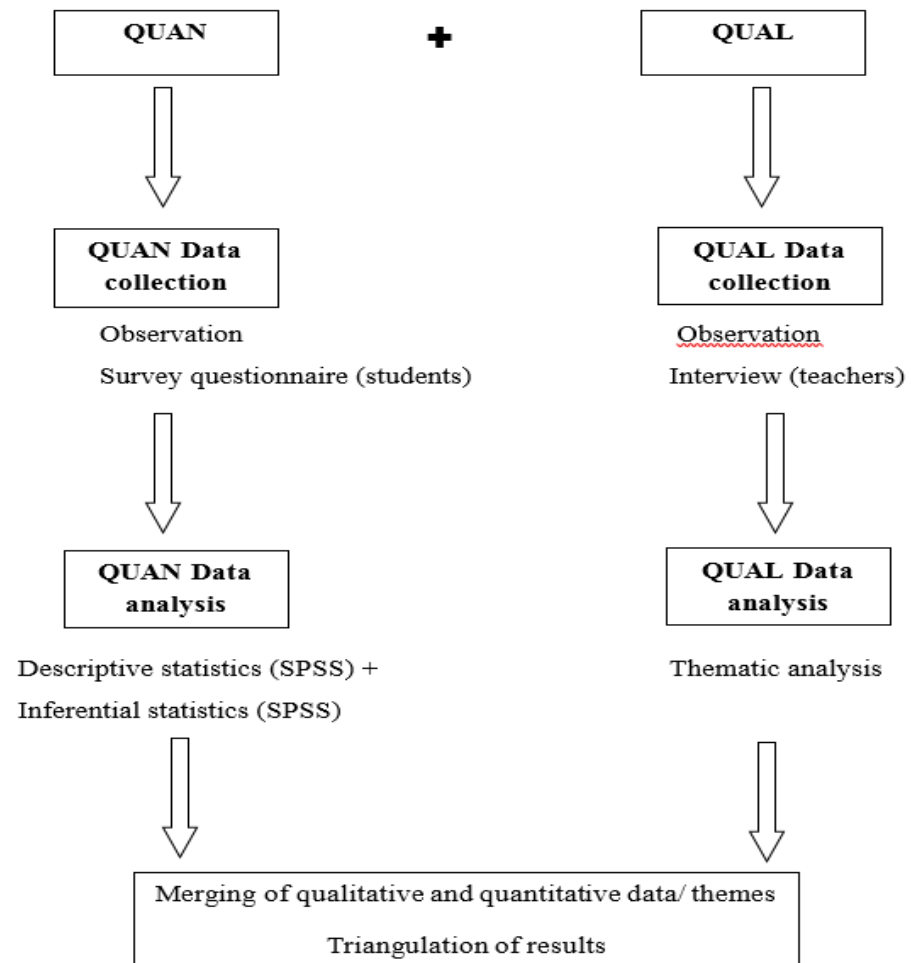 QUAN
+
QUAL
QUAN Data
collection
QUAL Data
collection
Observation
Survey questionnaire (students)
Observation
Interview (teachers)
QUAN Data
analysis
QUAL Data
analysis
Descriptive statistics (SPSS) +
Inferential statistics (SPSS)
Thematic analysis
Merging of qualitative and quantitative data/ themes
Triangulation of results